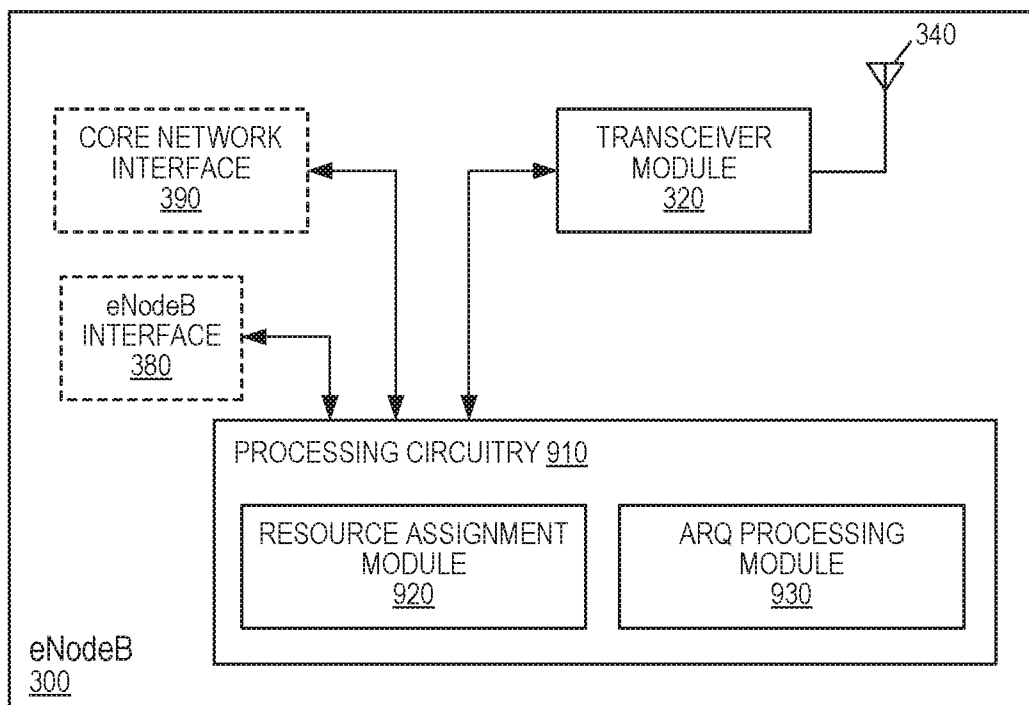 340
CORE NETWORK
INTERFACE
390
TRANSCEIVER
MODULE
320
eNodeB
INTERFACE
380
PROCESSING CIRCUITRY 910
RESOURCE ASSIGNMENT
MODULE
920
ARQ PROCESSING
MODULE
930
eNodeB
300